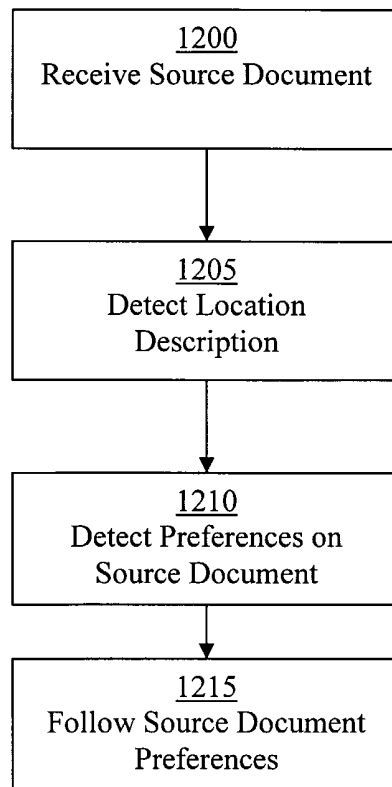 1200
Receive Source Document
1205
Detect Location
Description
1210
Detect Preferences on
Source Document
1215
Follow Source Document
Preferences